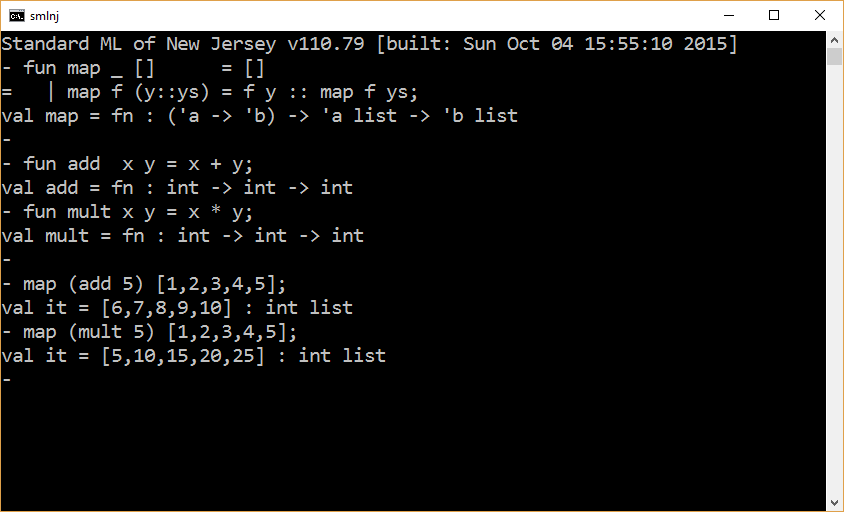 smlnj
Standard ML of New Jersey v110.79 [built: Sun Oct 04 15:55:10 2015]
- fun map _ []      = []
=   | map f (y::ys) = f y :: map f ys;
val map = fn : ('a -> 'b) -> 'a list -> 'b list
-
- fun add  x y = x + y;
val add = fn : int -> int -> int
- fun mult x y = x * y;
val mult = fn : int -> int -> int
-
- map (add 5) [1,2,3,4,5];
val it = [6,7,8,9,10] : int list
- map (mult 5) [1,2,3,4,5];
val it = [5,10,15,20,25] : int list
-